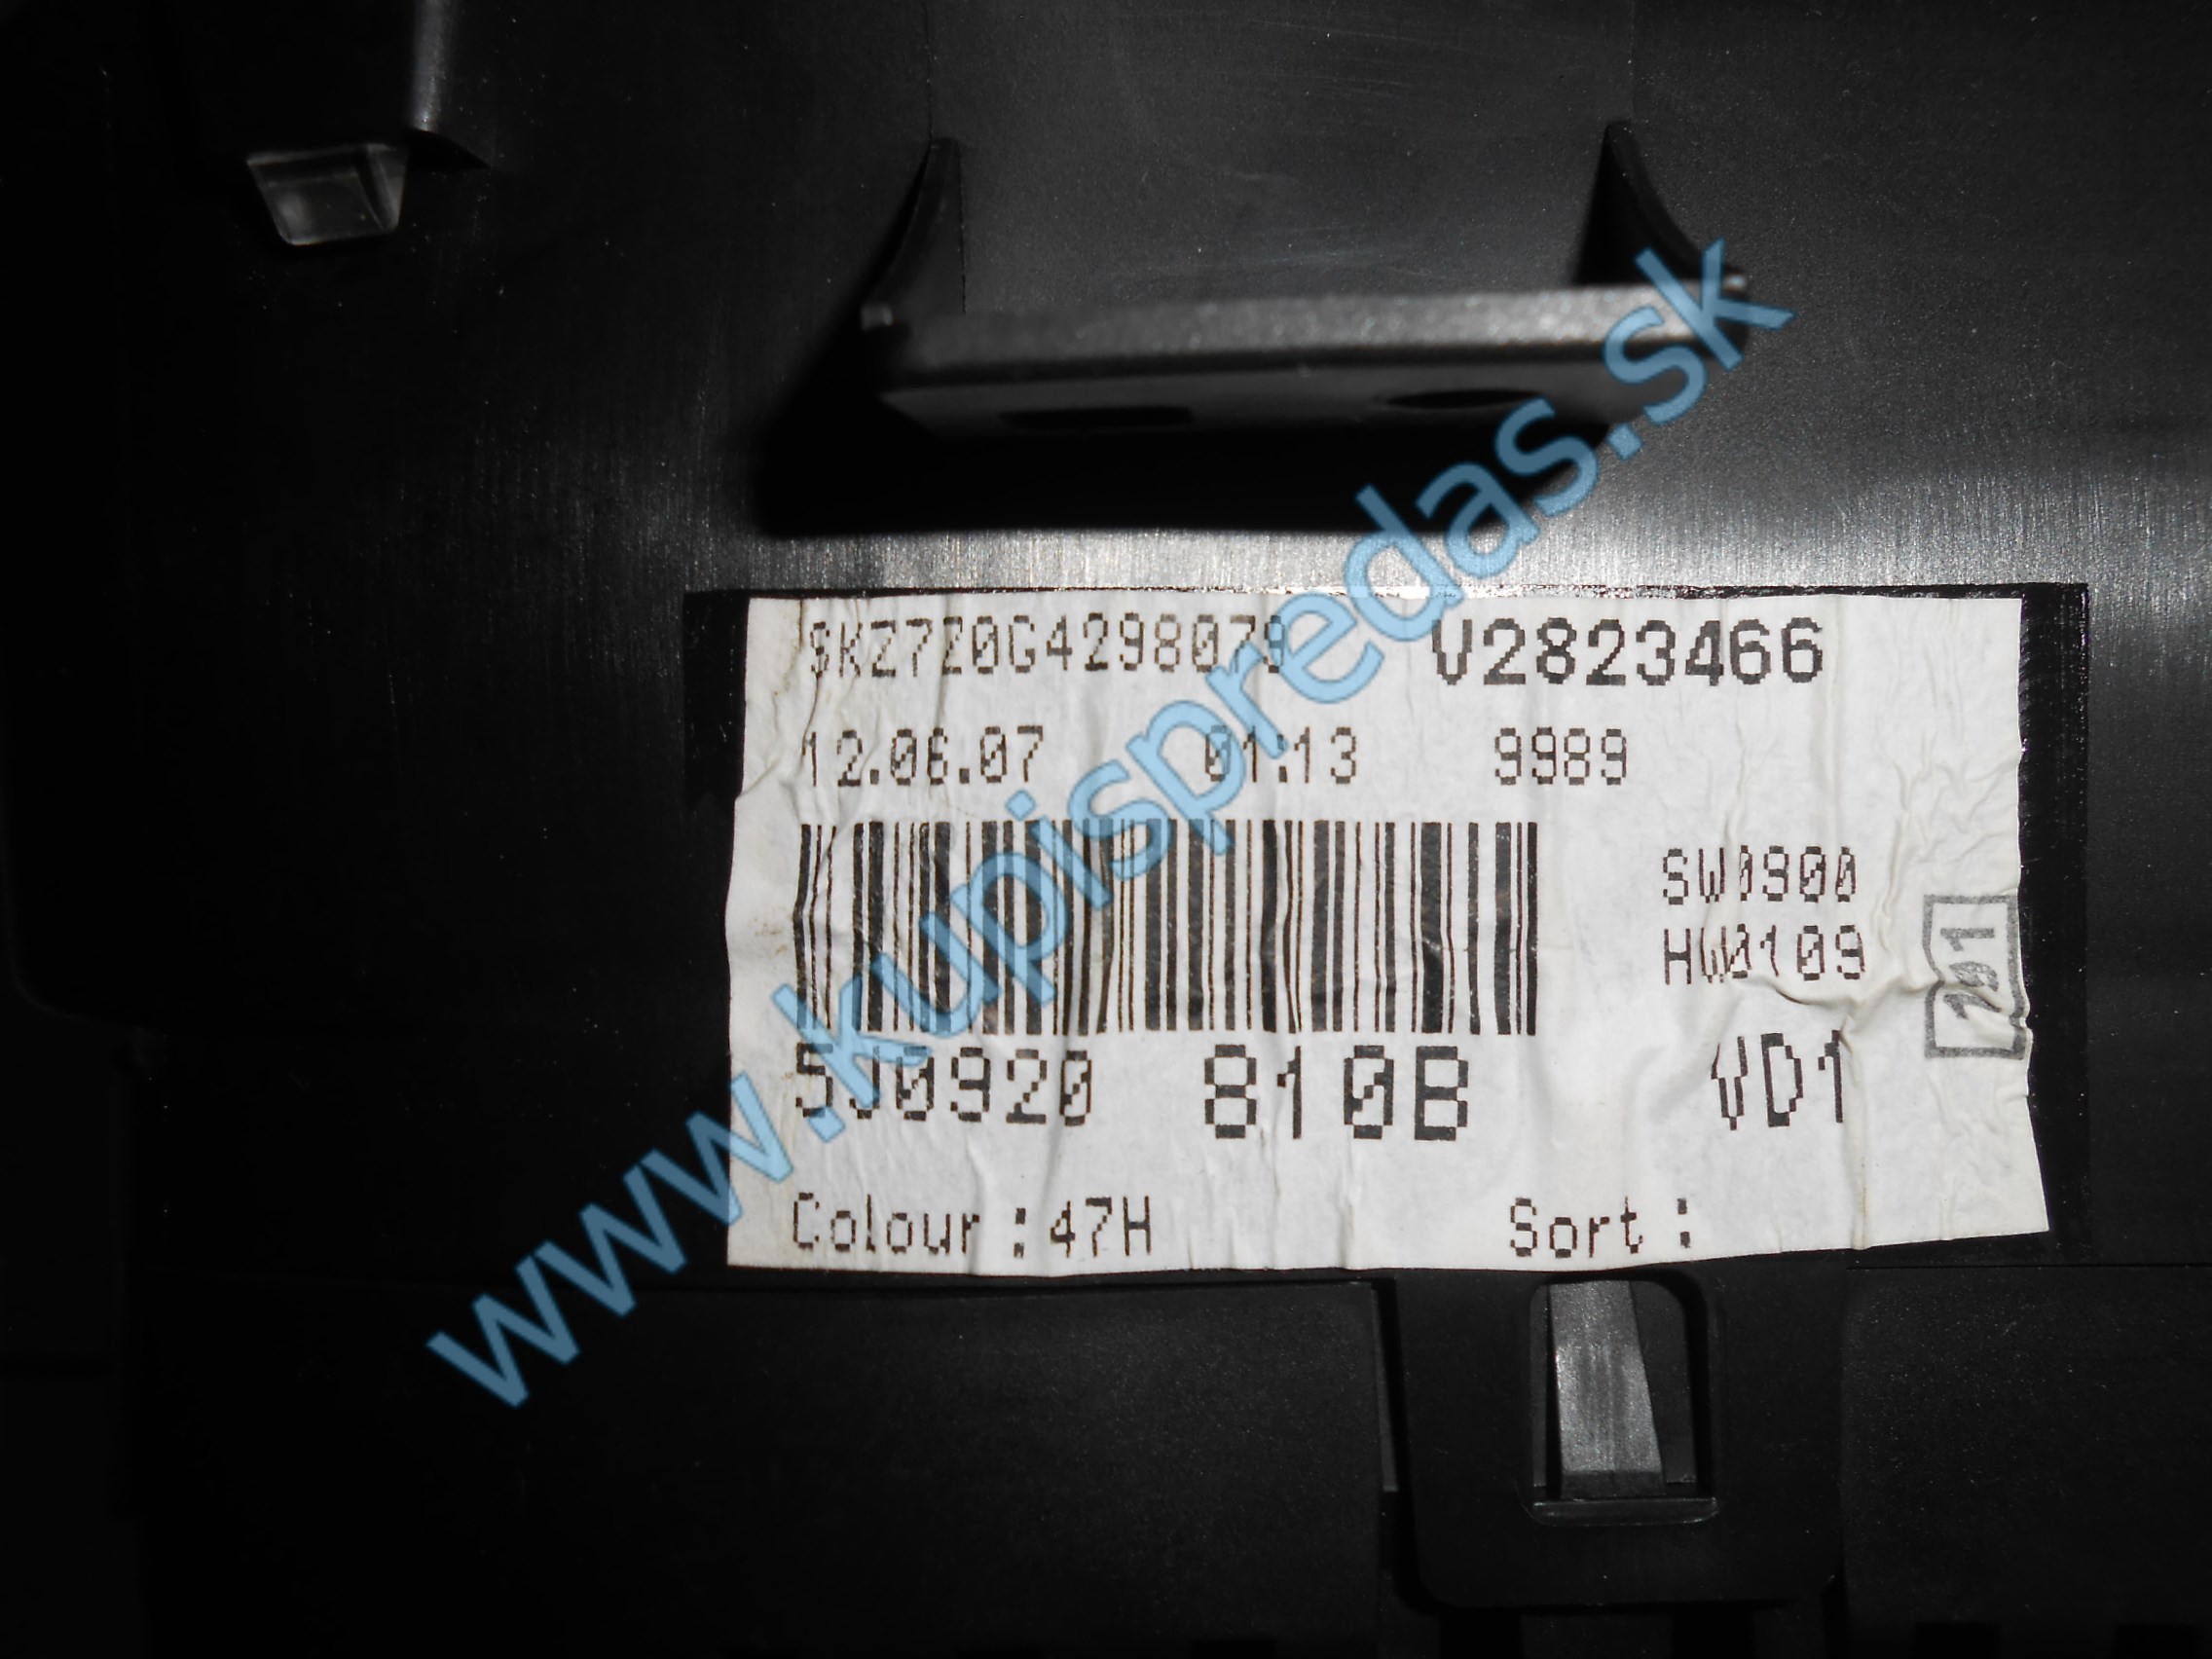 SKZ7Z0G4298079 V2823466
12.06.07 01:13 9989
SW0900
HW0109
291
5J0920 810B VD1
Colour :47H Sort :
www.kupispredas.sk